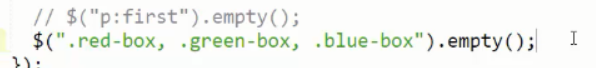 // $("p:first").empty();
$(".red-box, .green-box, .blue-box").empty();
});